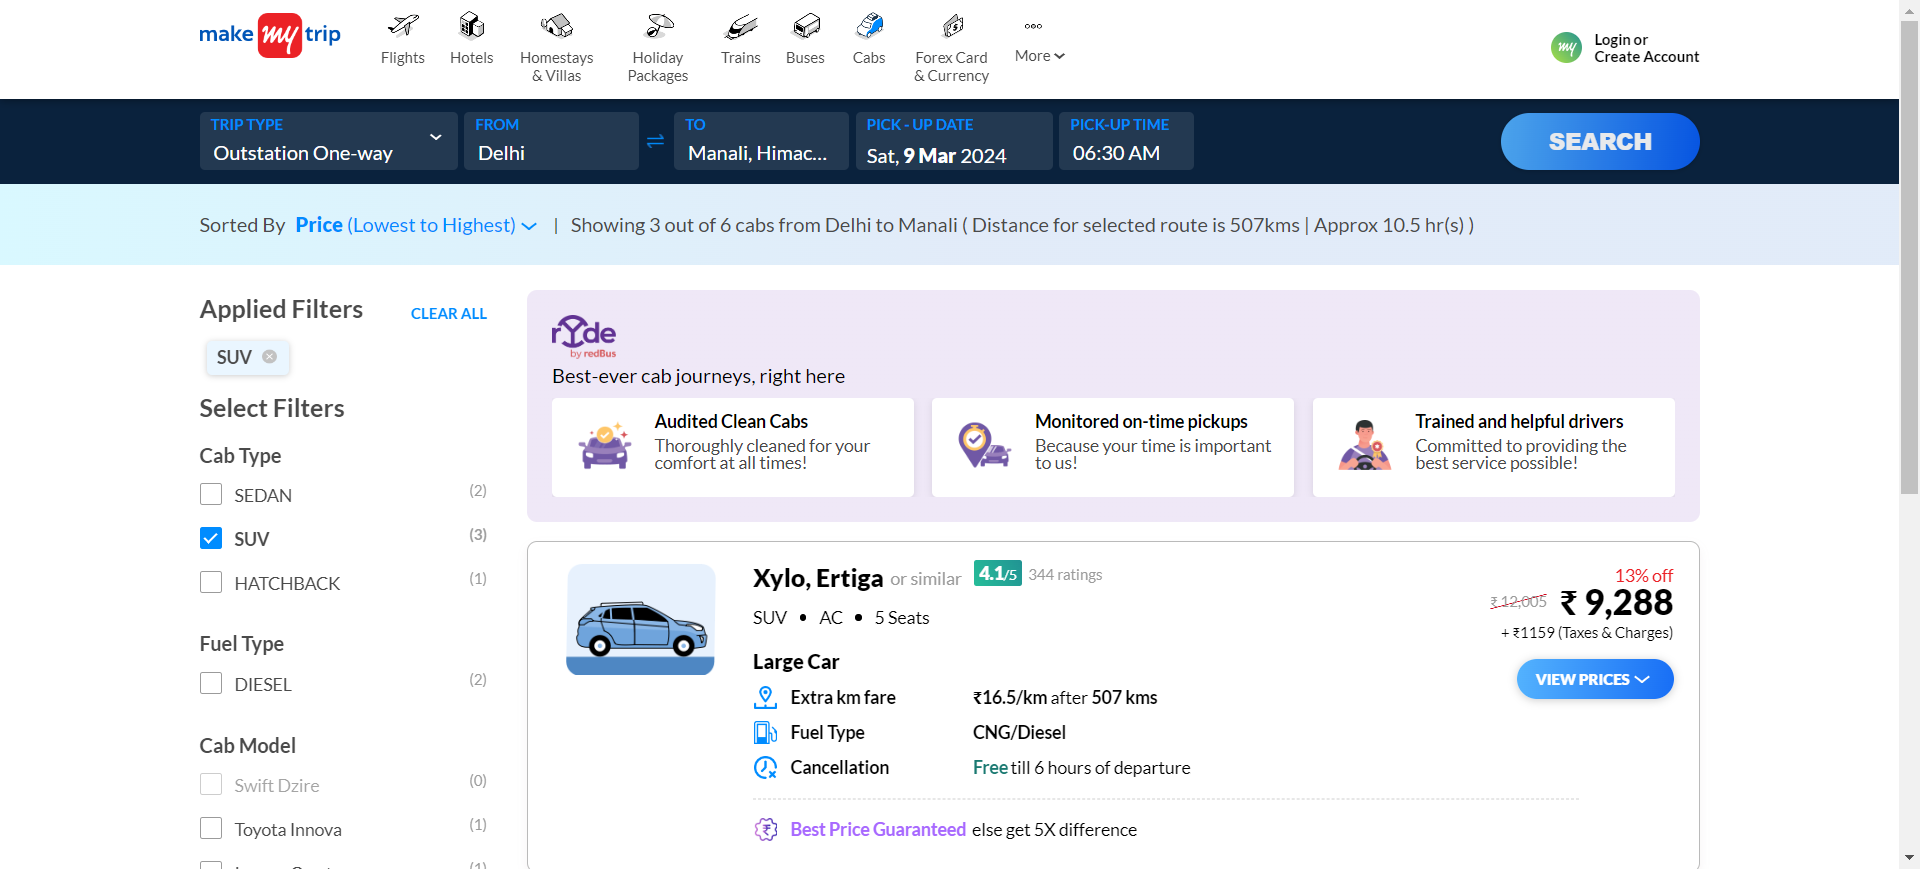 make my trip
Flights
Hotels
Homestays
& Villas
Holiday
Packages
Trains
Buses
Cabs
Forex Card
& Currency
More
my
Login or
Create Account
TRIP TYPE
Outstation One-way
FROM
Delhi
TO
Manali, Himac...
PICK - UP DATE
Sat, 9 Mar 2024
PICK-UP TIME
06:30 AM
SEARCH
Sorted By Price (Lowest to Highest) | Showing 3 out of 6 cabs from Delhi to Manali ( Distance for selected route is 507kms | Approx 10.5 hr(s) )
Applied Filters
CLEAR ALL
SUV
Select Filters
Cab Type
SEDAN (2)
SUV (3)
HATCHBACK (1)
Fuel Type
DIESEL (2)
Cab Model
Swift Dzire (0)
Toyota Innova (1)
rYde
by redBus
Best-ever cab journeys, right here
Audited Clean Cabs
Thoroughly cleaned for your
comfort at all times!
Monitored on-time pickups
Because your time is important
to us!
Trained and helpful drivers
Committed to providing the
best service possible!
Xylo, Ertiga or similar 4.1/5 344 ratings
SUV • AC • 5 Seats
Large Car
Extra km fare ₹16.5/km after 507 kms
Fuel Type CNG/Diesel
Cancellation Free till 6 hours of departure
Best Price Guaranteed else get 5X difference
13% off
₹12,005 ₹ 9,288
+ ₹1159 (Taxes & Charges)
VIEW PRICES